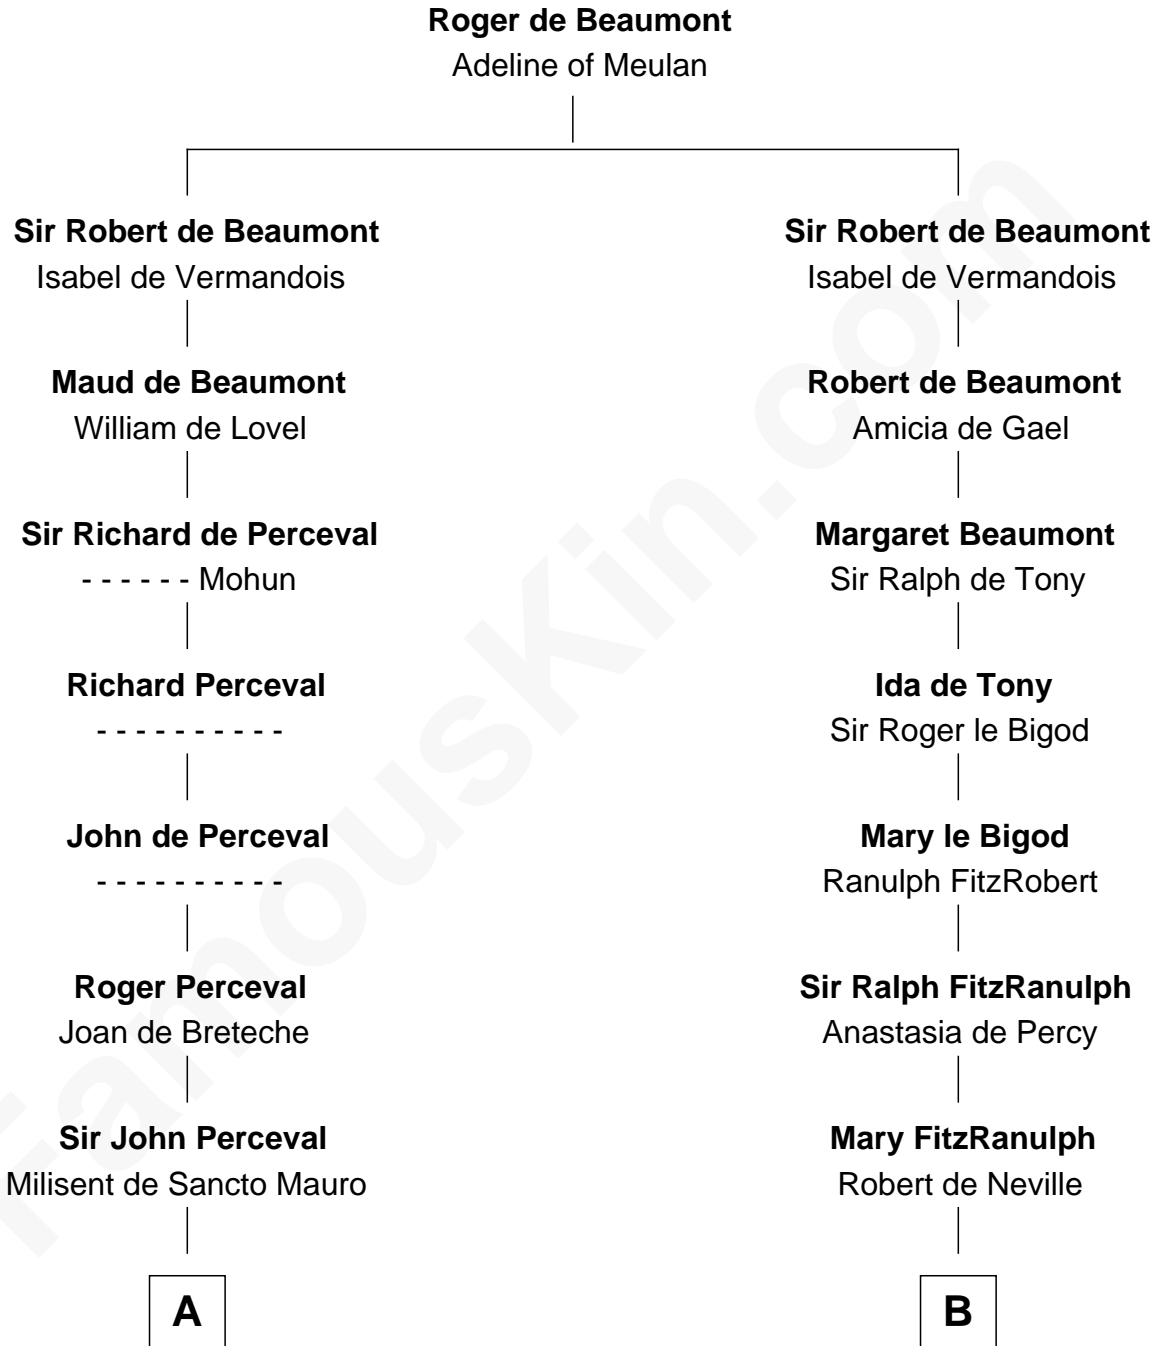 Roger de Beaumont
Adeline of Meulan
Sir Robert de Beaumont
Isabel de Vermandois
Sir Robert de Beaumont
Isabel de Vermandois
Maud de Beaumont
William de Lovel
Robert de Beaumont
Amicia de Gael
Sir Richard de Perceval
- - - - - - Mohun
Margaret Beaumont
Sir Ralph de Tony
Richard Perceval
- - - - - - - - - -
Ida de Tony
Sir Roger le Bigod
John de Perceval
- - - - - - - - - -
Mary le Bigod
Ranulph FitzRobert
Roger Perceval
Joan de Breteche
Sir Ralph FitzRanulph
Anastasia de Percy
Sir John Perceval
Milisent de Sancto Mauro
Mary FitzRanulph
Robert de Neville
A
B
FamousKin.com